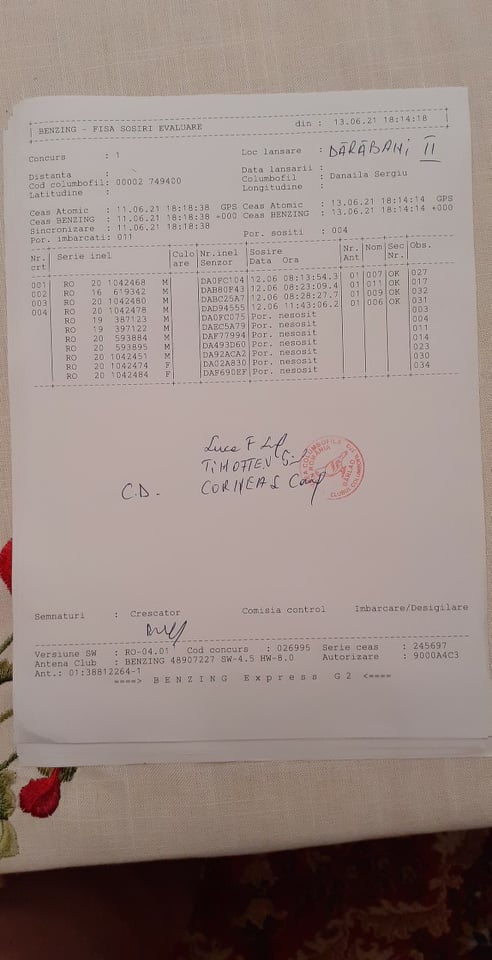 BENZING - FISA SOSIRI EVALUARE din : 13.06.21 18:14:18
Concurs : 1 Loc lansare : DĂRĂBANI II
Distanta : Data lansarii :
Cod columbofil: 00002 749400 Columbofil : Danaila Sergiu
Latitudine : Longitudine :
Ceas Atomic : 11.06.21 18:18:38 GPS Ceas Atomic : 13.06.21 18:14:14 GPS
Ceas BENZING : 11.06.21 18:18:38 +000 Ceas BENZING : 13.06.21 18:14:14 +000
Sincronizare : 11.06.21 18:18:38
Por. imbarcati: 011 Por. sositi : 004
Nr. Serie inel Culo Nr.inel Sosire Nr. Nom Sec Obs.
crt are Senzor Data Ora Ant Nr.
001 RO 20 1042468 M DA0FC104 12.06 08:13:54.3 01 007 OK 027
002 RO 16 619342 M DAB80F43 12.06 08:23:09.4 01 011 OK 017
003 RO 20 1042480 M DABC25A7 12.06 08:28:27.7 01 009 OK 032
004 RO 20 1042478 M DAD94555 12.06 11:43:06.2 01 006 OK 031
RO 19 387123 M DA0FC075 Por. nesosit 003
RO 19 397122 M DAEC5A79 Por. nesosit 004
RO 20 593884 M DAF77994 Por. nesosit 011
RO 20 593895 M DA493D60 Por. nesosit 014
RO 20 1042451 M DA92ACA2 Por. nesosit 023
RO 20 1042474 F DA02A830 Por. nesosit 030
RO 20 1042484 F DAF690EF Por. nesosit 034
Luca F
TIMOFTEI
C.D. CORNEA
COLUMBOFILA
ROMANIA
CLUBUL COLUMBOFIL
BARLAD
Semnaturi : Crescator Comisia control Imbarcare/Desigilare
Versiune SW : RO-04.01 Cod concurs : 026995 Serie ceas : 245697
Antena Club : BENZING 48907227 SW-4.5 HW-8.0 Autorizare : 9000A4C3
Ant.: 01:38812264-1
====> BENZING Express G2 <====